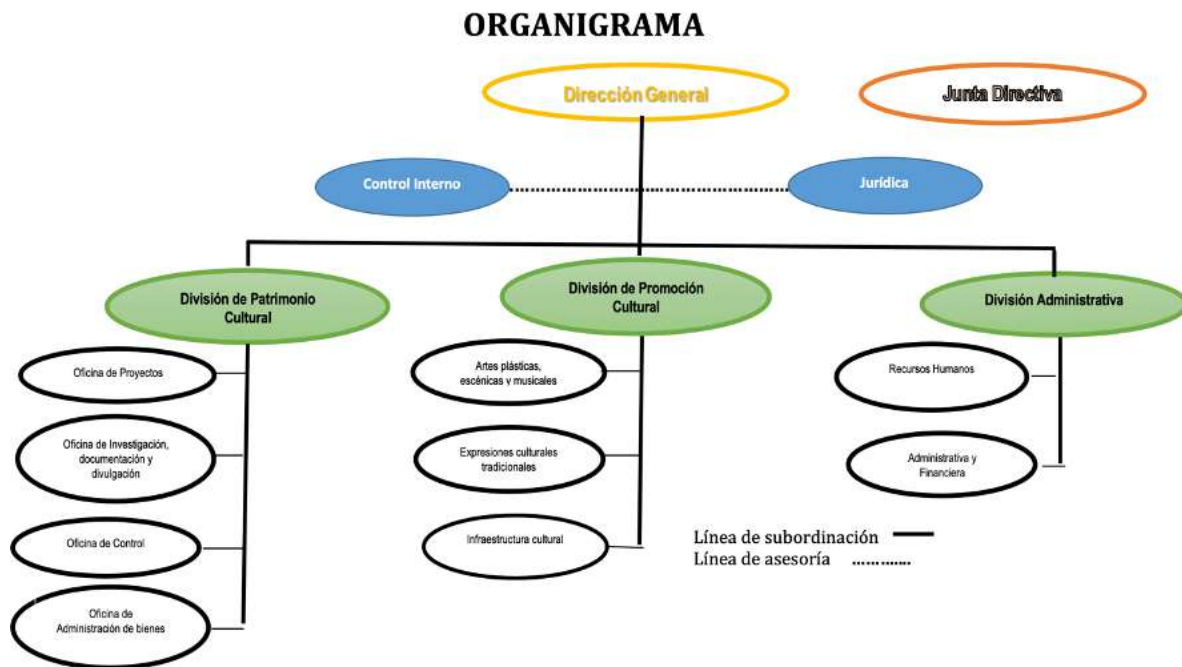 ORGANIGRAMA
Dirección General
Junta Directiva
Control Interno
Jurídica
División de Patrimonio
Cultural
División de Promoción
Cultural
División Administrativa
Oficina de Proyectos
Oficina de Investigación,
documentación y
divulgación
Oficina de Control
Oficina de
Administración de bienes
Artes plásticas,
escénicas y musicales
Expresiones culturales
tradicionales
Infraestructura cultural
Recursos Humanos
Administrativa y
Financiera
Línea de subordinación
Línea de asesoría